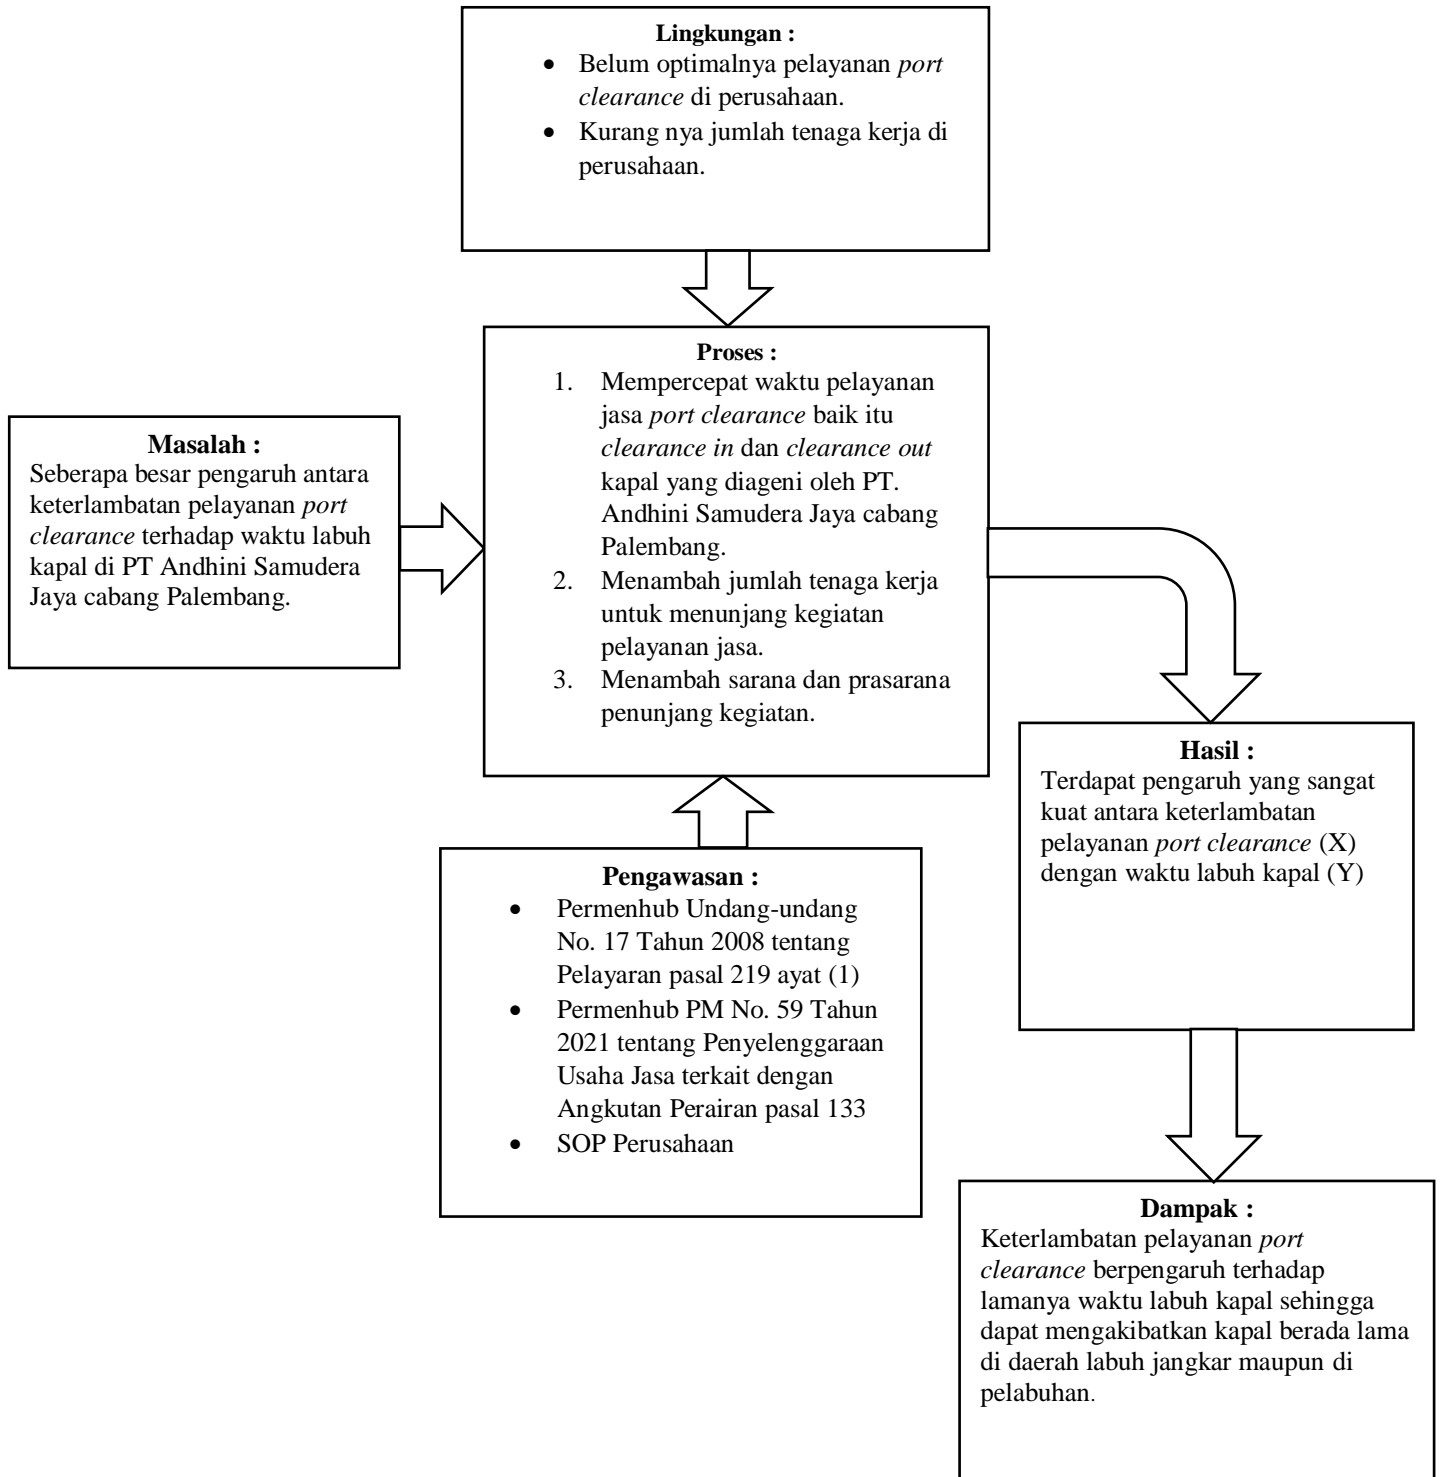 Lingkungan :
• Belum optimalnya pelayanan port
clearance di perusahaan.
• Kurang nya jumlah tenaga kerja di
perusahaan.
Masalah :
Seberapa besar pengaruh antara
keterlambatan pelayanan port
clearance terhadap waktu labuh
kapal di PT Andhini Samudera
Jaya cabang Palembang.
Proses :
1. Mempercepat waktu pelayanan
jasa port clearance baik itu
clearance in dan clearance out
kapal yang diageni oleh PT.
Andhini Samudera Jaya cabang
Palembang.
2. Menambah jumlah tenaga kerja
untuk menunjang kegiatan
pelayanan jasa.
3. Menambah sarana dan prasarana
penunjang kegiatan.
Pengawasan :
• Permenhub Undang-undang
No. 17 Tahun 2008 tentang
Pelayaran pasal 219 ayat (1)
• Permenhub PM No. 59 Tahun
2021 tentang Penyelenggaraan
Usaha Jasa terkait dengan
Angkutan Perairan pasal 133
• SOP Perusahaan
Hasil :
Terdapat pengaruh yang sangat
kuat antara keterlambatan
pelayanan port clearance (X)
dengan waktu labuh kapal (Y)
Dampak :
Keterlambatan pelayanan port
clearance berpengaruh terhadap
lamanya waktu labuh kapal sehingga
dapat mengakibatkan kapal berada lama
di daerah labuh jangkar maupun di
pelabuhan.